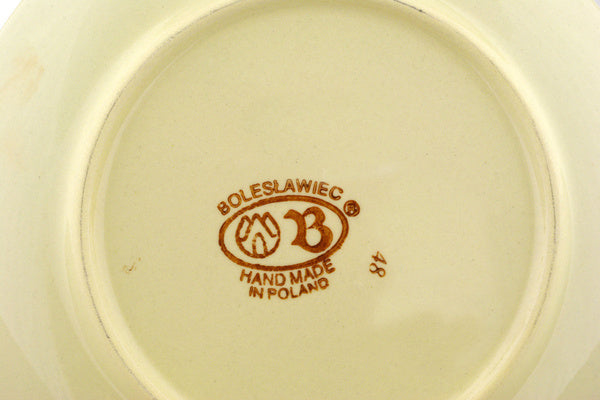 BOLESŁAWIEC ®
B
HAND MADE
IN POLAND
48